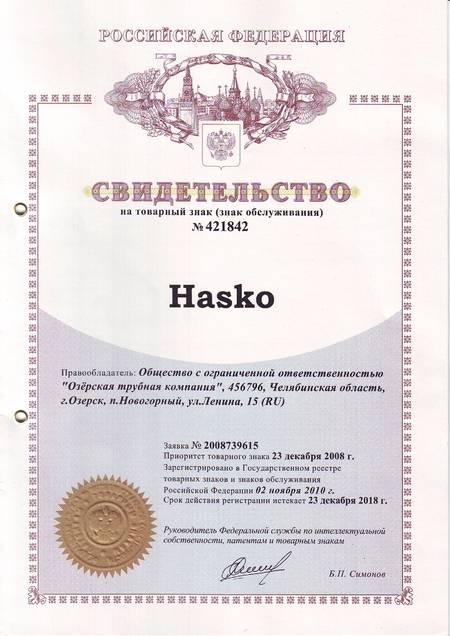 РОССИЙСКАЯ ФЕДЕРАЦИЯ
СВИДЕТЕЛЬСТВО
на товарный знак (знак обслуживания)
№ 421842
Hasko
Правообладатель: Общество с ограниченной ответственностью
"Озёрская трубная компания", 456796, Челябинская область,
г.Озерск, п.Новогорный, ул.Ленина, 15 (RU)
Заявка № 2008739615
Приоритет товарного знака 23 декабря 2008 г.
Зарегистрировано в Государственном реестре
товарных знаков и знаков обслуживания
Российской Федерации 02 ноября 2010 г.
Срок действия регистрации истекает 23 декабря 2018 г.
Руководитель Федеральной службы по интеллектуальной
собственности, патентам и товарным знакам
Б.П. Симонов